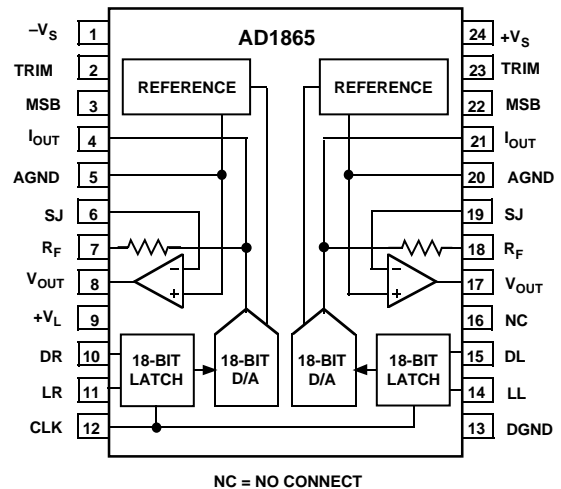 AD1865
–VS 1
TRIM 2
MSB 3
IOUT 4
AGND 5
SJ 6
RF 7
VOUT 8
+VL 9
DR 10
LR 11
CLK 12
24 +VS
23 TRIM
22 MSB
21 IOUT
20 AGND
19 SJ
18 RF
17 VOUT
16 NC
15 DL
14 LL
13 DGND
REFERENCE
REFERENCE
–
+
–
+
18-BIT
LATCH
18-BIT
D/A
18-BIT
D/A
18-BIT
LATCH
NC = NO CONNECT